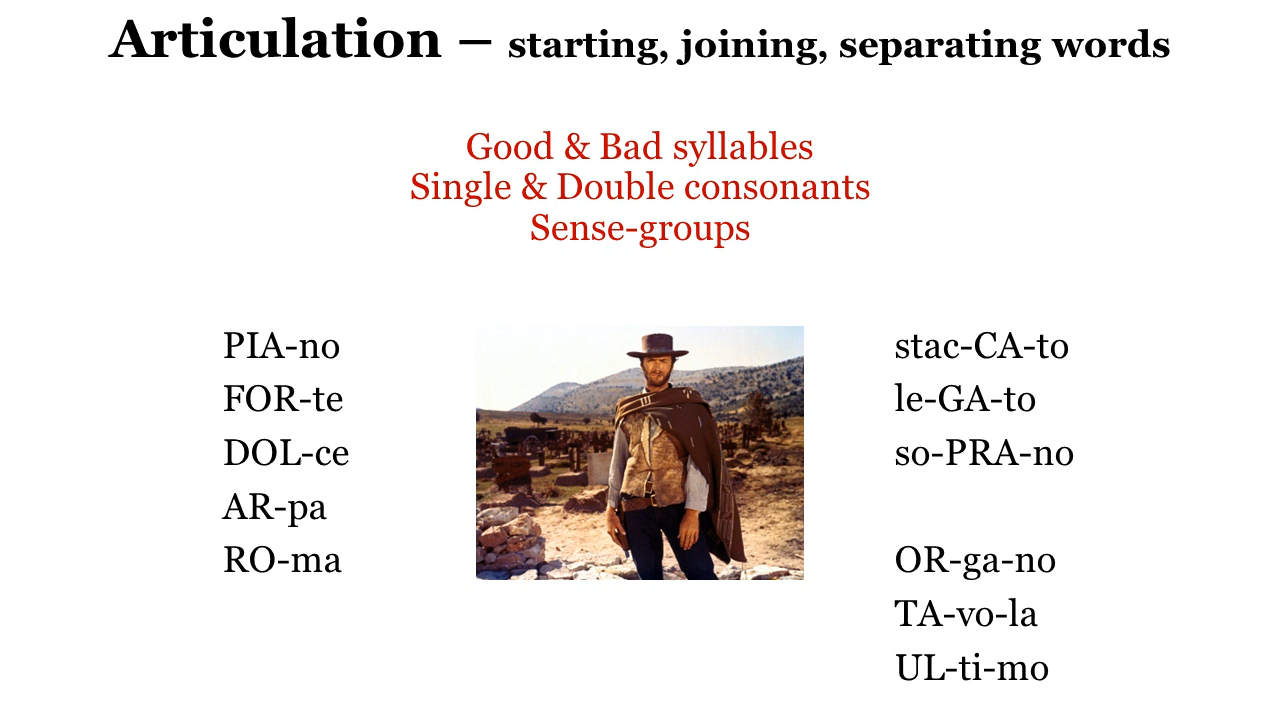 Articulation – starting, joining, separating words
Good & Bad syllables
Single & Double consonants
Sense-groups
PIA-no
FOR-te
DOL-ce
AR-pa
RO-ma
stac-CA-to
le-GA-to
so-PRA-no
OR-ga-no
TA-vo-la
UL-ti-mo